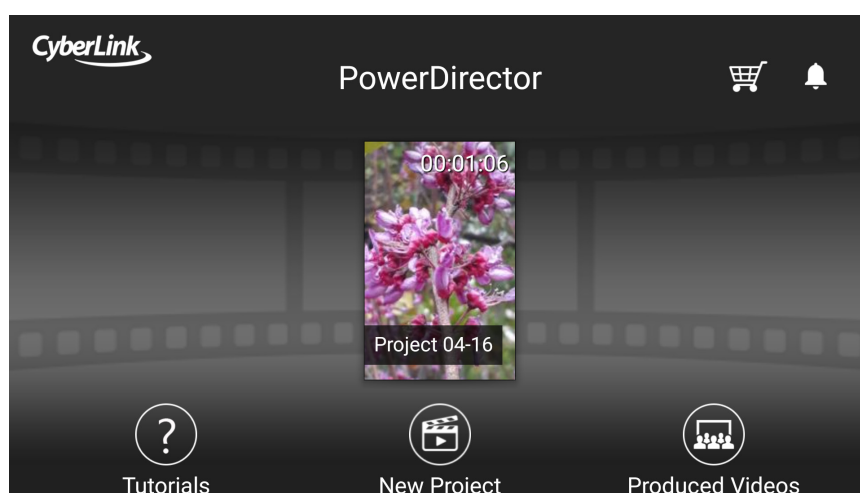 CyberLink
PowerDirector
00:01:06
Project 04-16
?
Tutorials
New Project
Produced Videos